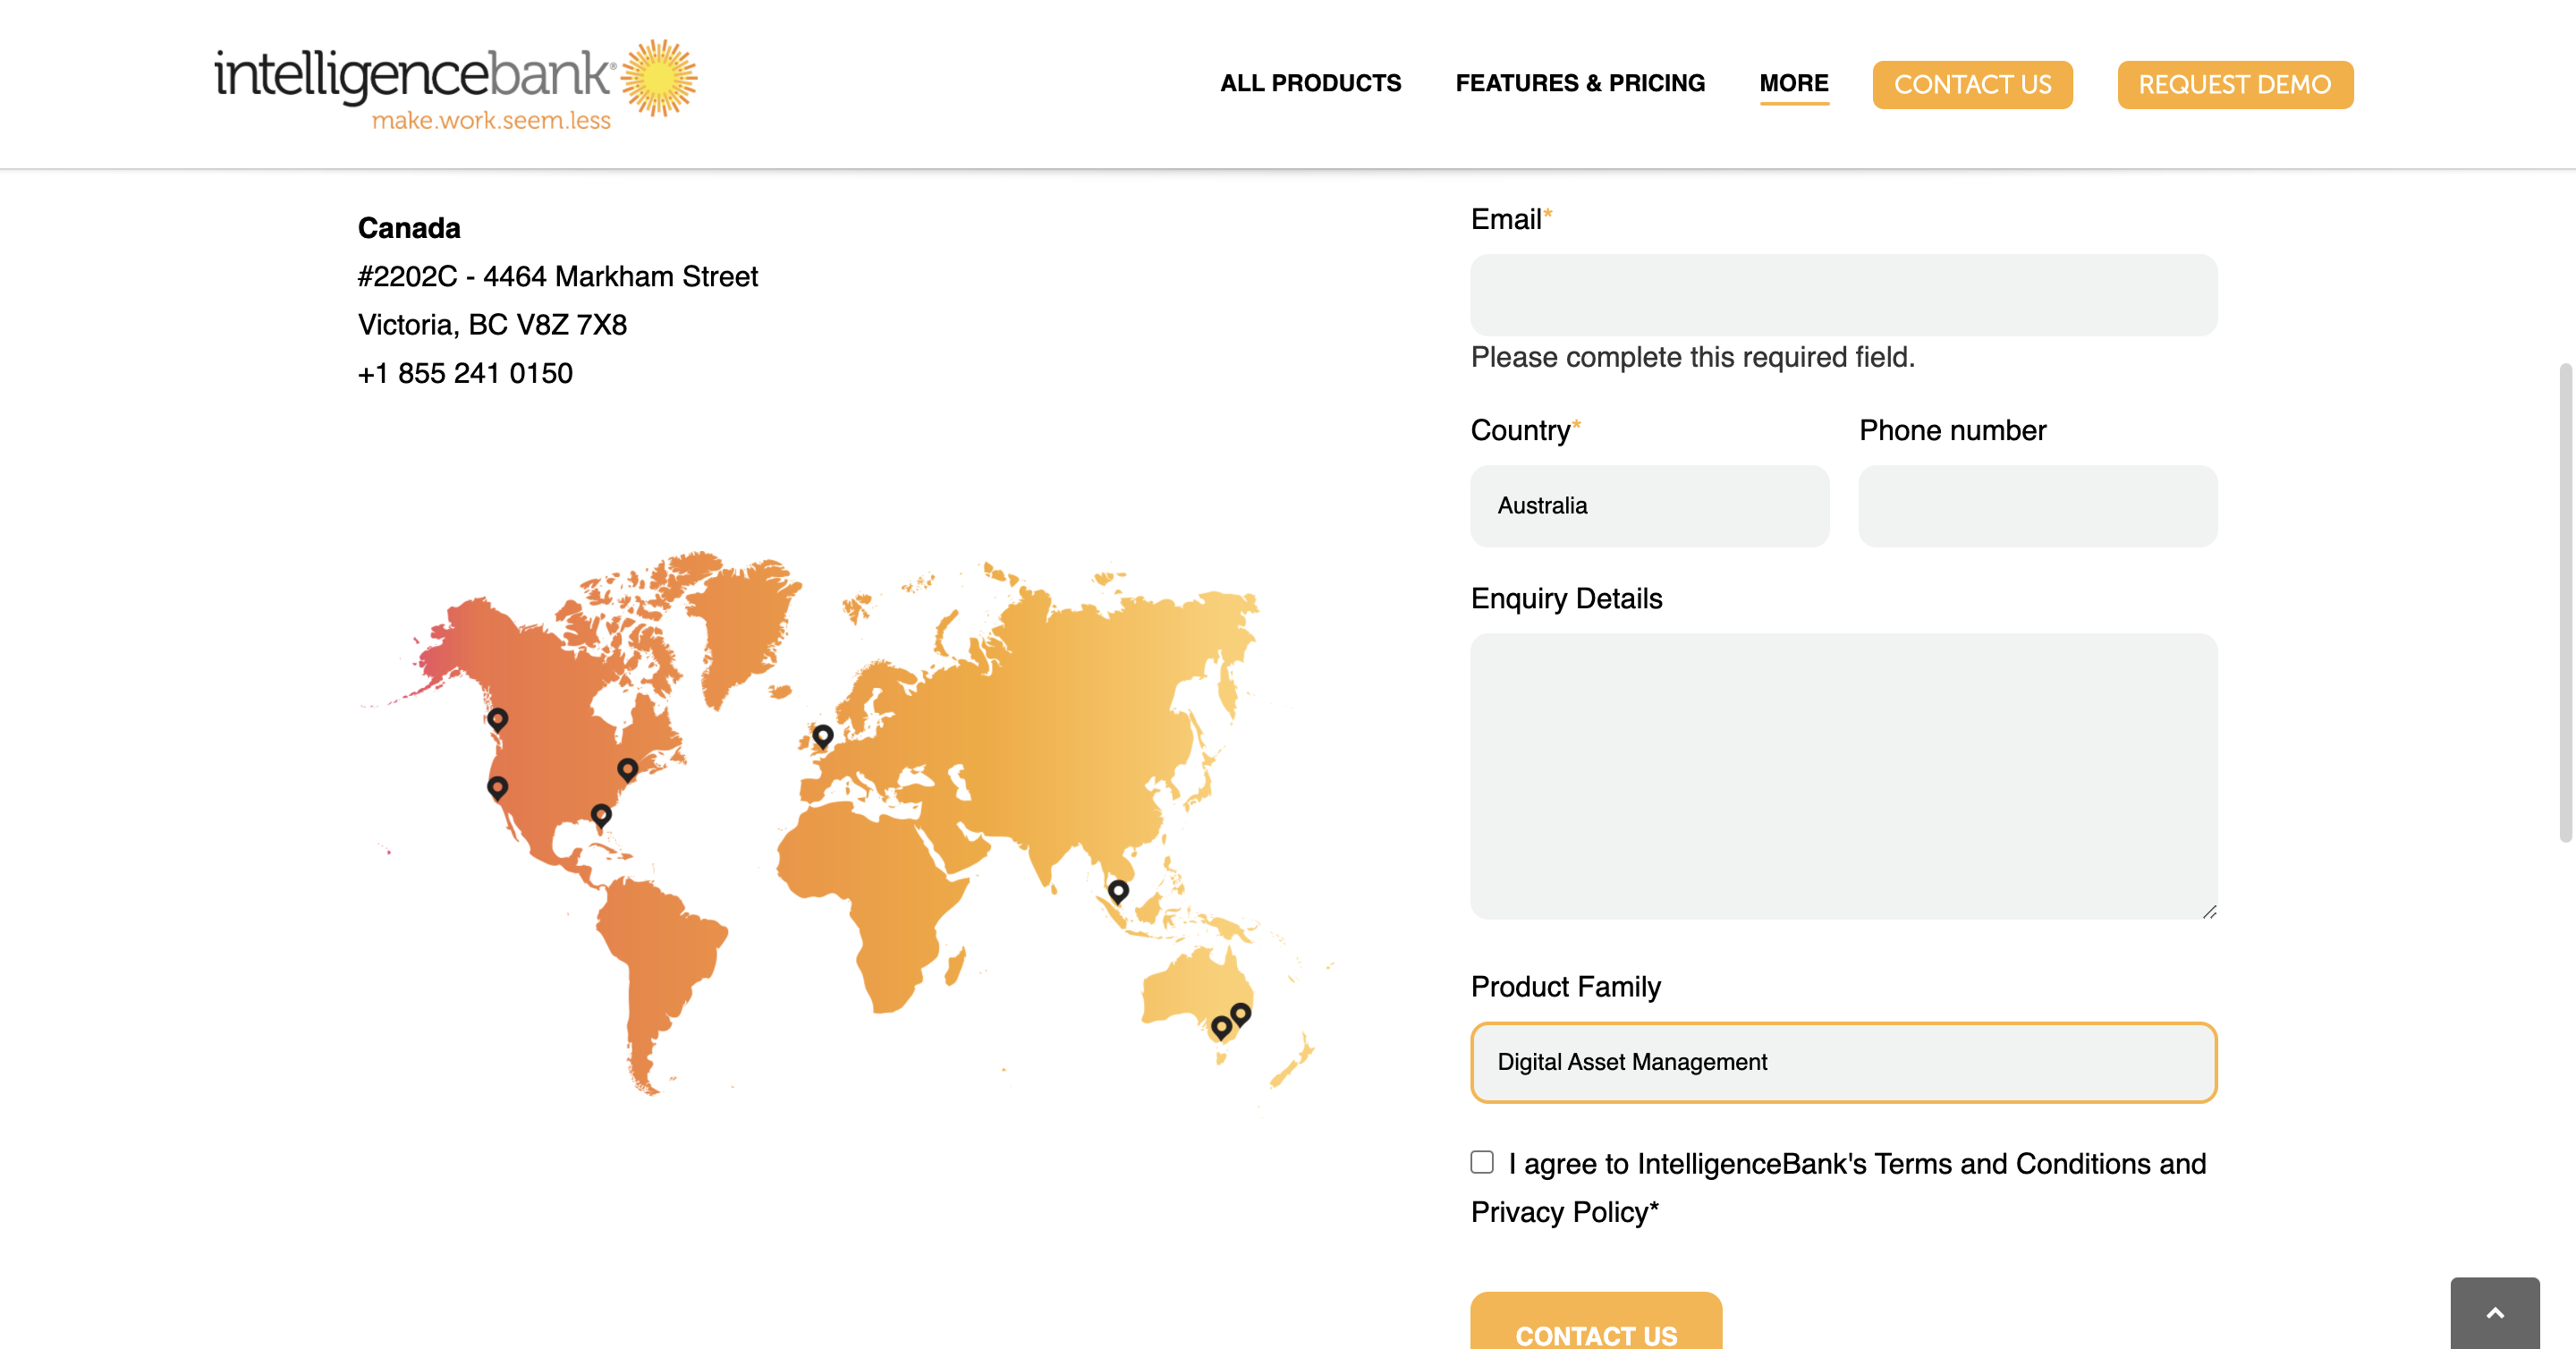 intelligencebank®
make.work.seem.less
ALL PRODUCTS
FEATURES & PRICING
MORE
CONTACT US
REQUEST DEMO
Canada
#2202C - 4464 Markham Street
Victoria, BC V8Z 7X8
+1 855 241 0150
Email*
Please complete this required field.
Country*
Phone number
Australia
Enquiry Details
Product Family
Digital Asset Management
I agree to IntelligenceBank's Terms and Conditions and
Privacy Policy*
CONTACT US